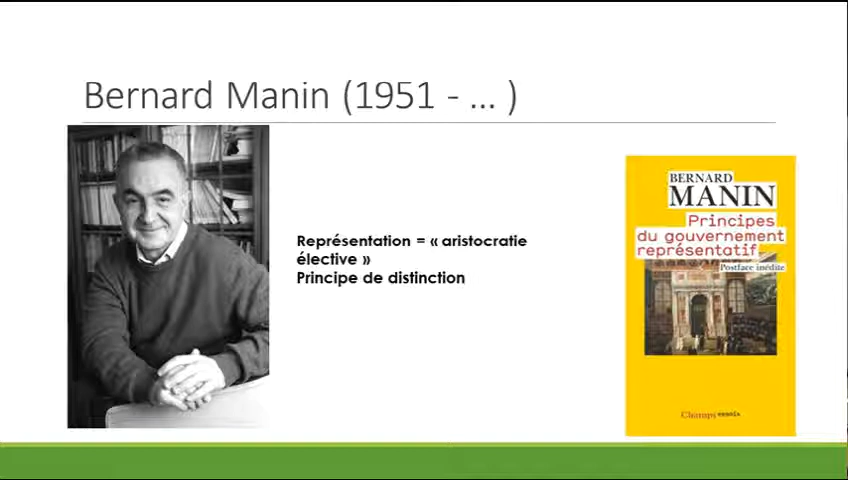 Bernard Manin (1951 - ... )
Représentation = « aristocratie
élective »
Principe de distinction
BERNARD
MANIN
Principes
du gouvernement
représentatif
Postface inédite
Champs essais